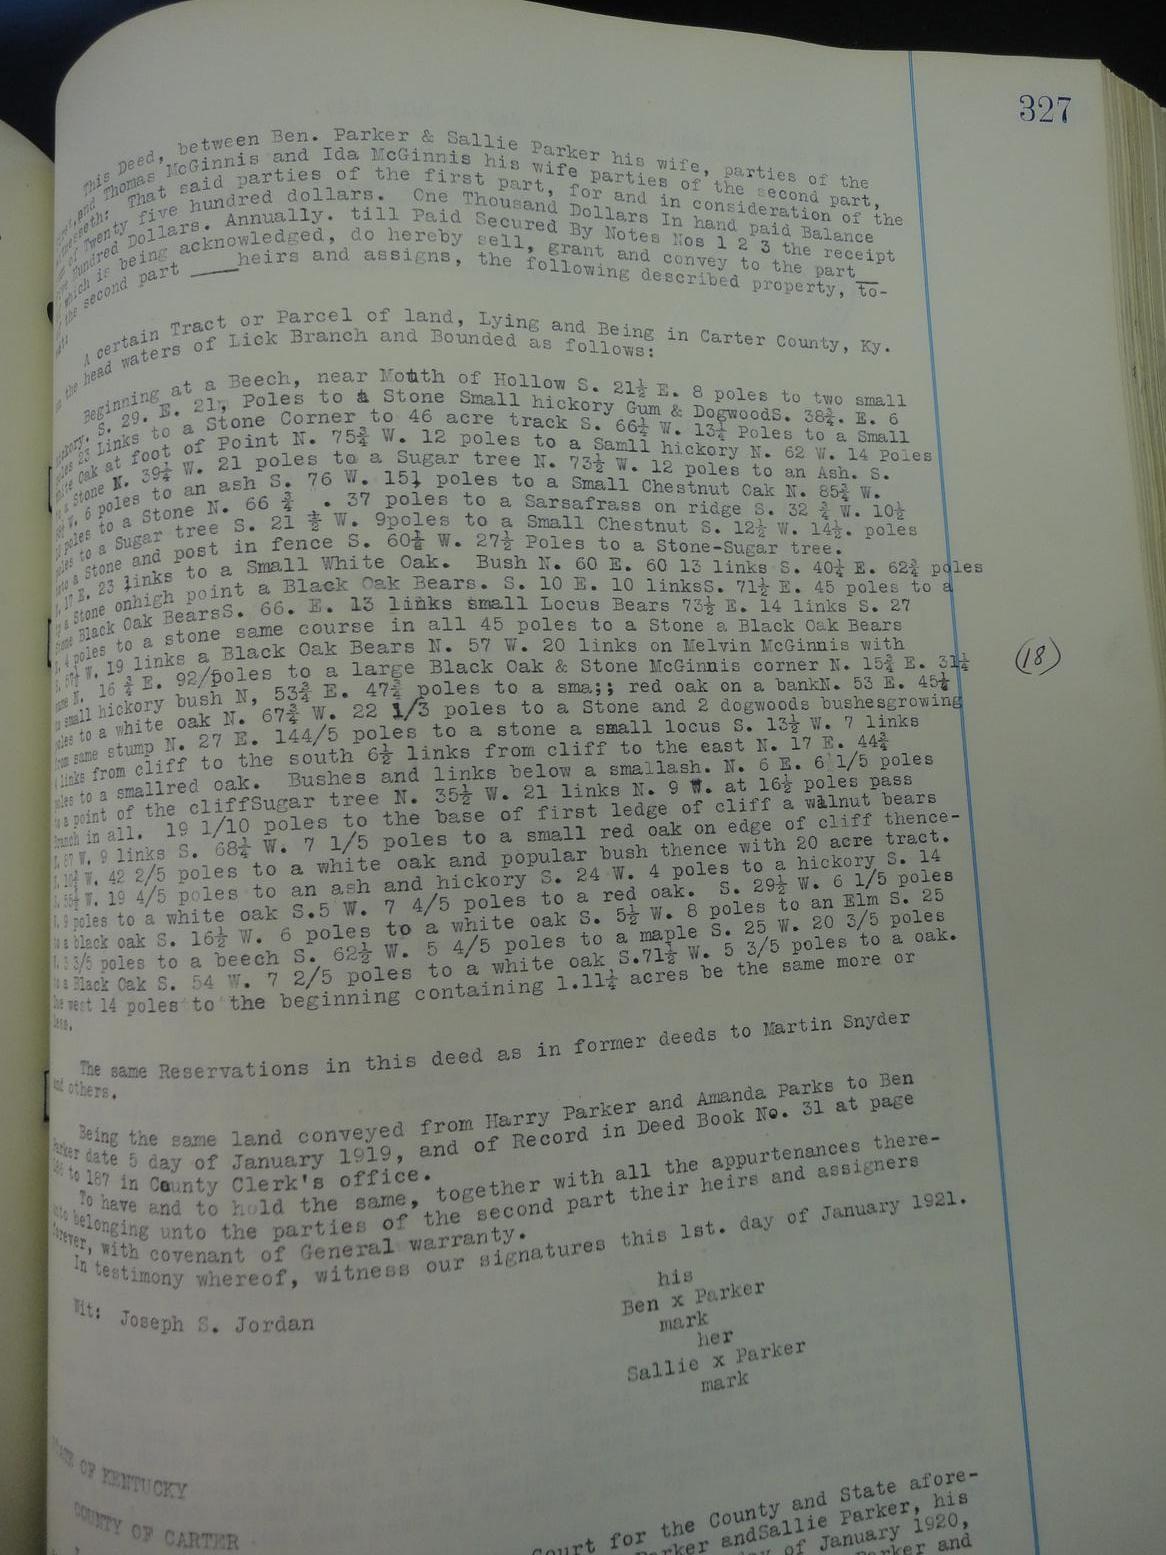 327
This Deed, between Ben. Parker & Sallie Parker his wife, parties of the
and Thomas McGinnis and Ida McGinnis his wife parties of the second part,
That said parties of the first part, for and in consideration of the
of Twenty five hundred dollars. One Thousand Dollars In hand paid Balance
Hundred Dollars. Annually. till Paid Secured By Notes Nos 1 2 3 the receipt
which is being acknowledged, do hereby sell, grant and convey to the part__
the second part ____heirs and assigns, the following described property, to-
A certain Tract or Parcel of land, Lying and Being in Carter County, Ky.
the head waters of Lick Branch and Bounded as follows:
Beginning at a Beech, near Mouth of Hollow S. 21½ E. 8 poles to two small
S. 29. E. 21, Poles to a Stone Small hickory Gum & DogwoodS. 38¾. E. 6
poles 23 Links to a Stone Corner to 46 acre track S. 66½ W. 13½ Poles to a Small
Oak at foot of Point N. 75¾ W. 12 poles to a Samll hickory N. 62 W. 14 Poles
a Stone N. 39¼ W. 21 poles to a Sugar tree N. 73½ W. 12 poles to an Ash. S.
W. 6 poles to an ash S. 76 W. 15 poles to a Small Chestnut Oak N. 85¾ W.
poles to a Stone N. 66 ¾ . 37 poles to a Sarsafrass on ridge S. 32 ¾ W. 10½
poles to a Sugar tree S. 21 ½ W. 9poles to a Small Chestnut S. 12½ W. 14½. poles
to a Stone and post in fence S. 60½ W. 27½ Poles to a Stone-Sugar tree.
17 E. 23 links to a Small White Oak. Bush N. 60 E. 60 13 links S. 40¼ E. 62¾ poles
a Stone onhigh point a Black Oak Bears. S. 10 E. 10 linksS. 71½ E. 45 poles to a
Stone Black Oak BearsS. 66. E. 13 links small Locus Bears 73½ E. 14 links S. 27
4 poles to a stone same course in all 45 poles to a Stone a Black Oak Bears
W. 19 links a Black Oak Bears N. 57 W. 20 links on Melvin McGinnis with
N. 16 ¾ E. 92/poles to a large Black Oak & Stone McGinnis corner N. 15¾ E. 31½
small hickory bush N, 53¾ E. 47¾ poles to a sma;; red oak on a bankN. 53 E. 45½
poles to a white oak N. 67¾ W. 22 1/3 poles to a Stone and 2 dogwoods bushesgrowing
from same stump N. 27 E. 144/5 poles to a stone a small locus S. 13½ W. 7 links
links from cliff to the south 6½ links from cliff to the east N. 17 E. 44¾
poles to a smallred oak. Bushes and links below a smallash. N. 6 E. 6 1/5 poles
to a point of the cliffSugar tree N. 35½ W. 21 links N. 9 W. at 16½ poles pass
Branch in all. 19 1/10 poles to the base of first ledge of cliff a walnut bears
W. 9 links S. 68¼ W. 7 1/5 poles to a small red oak on edge of cliff thence-
W. 42 2/5 poles to a white oak and popular bush thence with 20 acre tract.
W. 19 4/5 poles to an ash and hickory S. 24 W. 4 poles to a hickory S. 14
9 poles to a white oak S.5 W. 7 4/5 poles to a red oak. S. 29½ W. 6 1/5 poles
to a black oak S. 16½ W. 6 poles to a white oak S. 5½ W. 8 poles to an Elm S. 25
3/5 poles to a beech S. 62½ W. 5 4/5 poles to a maple S. 25 W. 20 3/5 poles
to a Black Oak S. 54 W. 7 2/5 poles to a white oak S.71½ W. 5 3/5 poles to a oak.
west 14 poles to the beginning containing 1.11¼ acres be the same more or
less.
(18)
The same Reservations in this deed as in former deeds to Martin Snyder
and others.
Being the same land conveyed from Harry Parker and Amanda Parks to Ben
Parker date 5 day of January 1919, and of Record in Deed Book No. 31 at page
to 187 in County Clerk's office.
To have and to hold the same, together with all the appurtenances there-
unto belonging unto the parties of the second part their heirs and assigners
forever, with covenant of General warranty.
In testimony whereof, witness our signatures this 1st. day of January 1921.
Wit: Joseph S. Jordan
his
Ben x Parker
mark
her
Sallie x Parker
mark
STATE OF KENTUCKY
COUNTY OF CARTER
Court for the County and State afore-
Parker andSallie Parker, his
day of January 1920,
Parker and